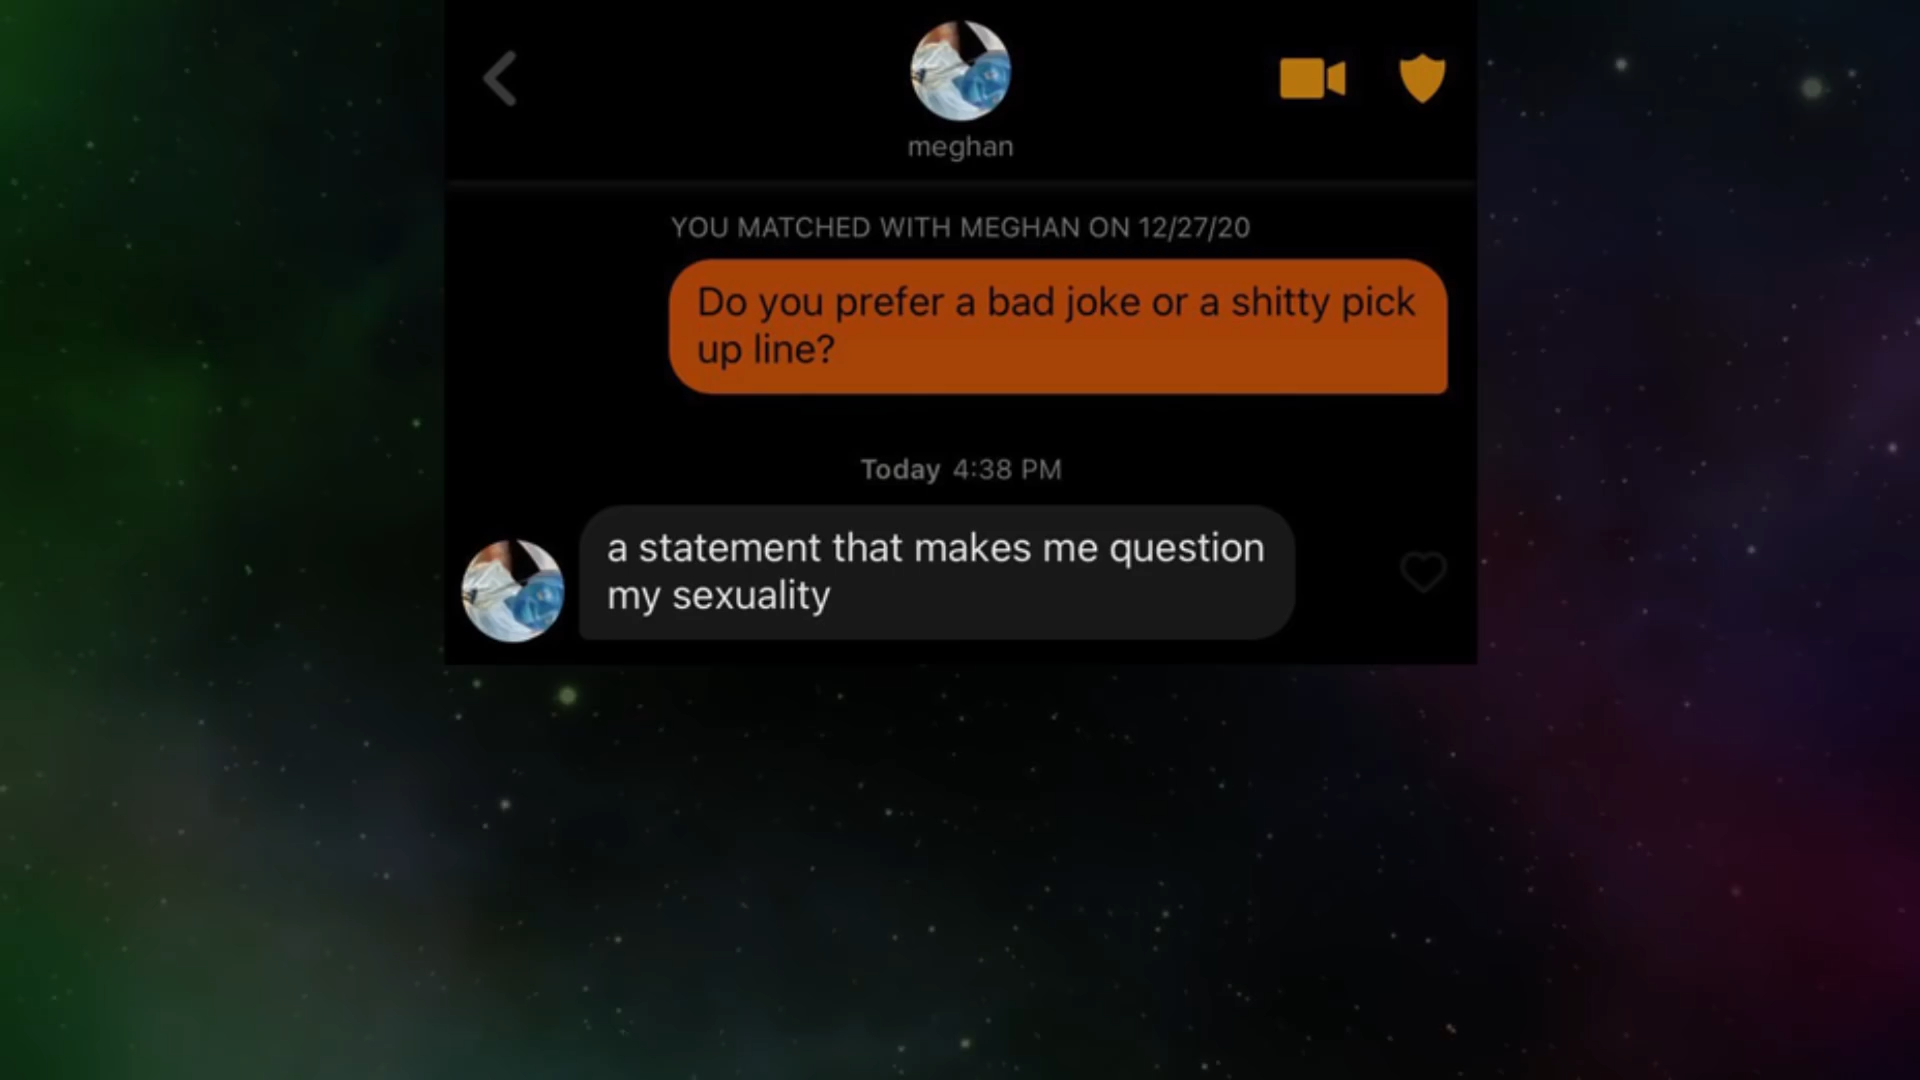 meghan
YOU MATCHED WITH MEGHAN ON 12/27/20
Do you prefer a bad joke or a shitty pick
up line?
Today 4:38 PM
a statement that makes me question
my sexuality